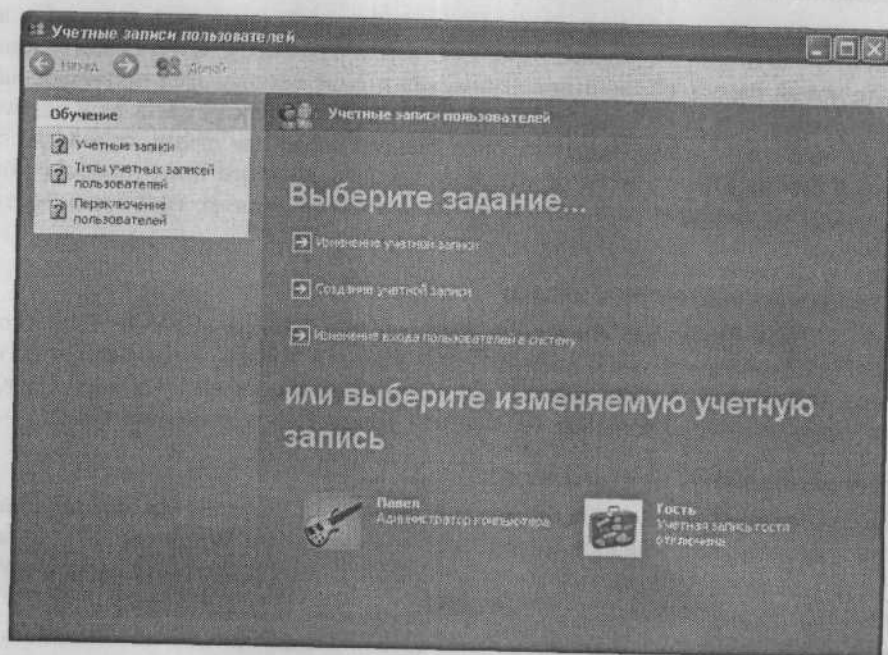 Учетные записи пользователей
Назад Домой
Обучение
Учетные записи
Типы учетных записей
пользователей
Переключение
пользователей
Учетные записи пользователей
Выберите задание...
Изменение учетной записи
Создание учетной записи
Изменение входа пользователей в систему
или выберите изменяемую учетную
запись
Павел
Администратор компьютера
Гость
Учетная запись гостя
отключена